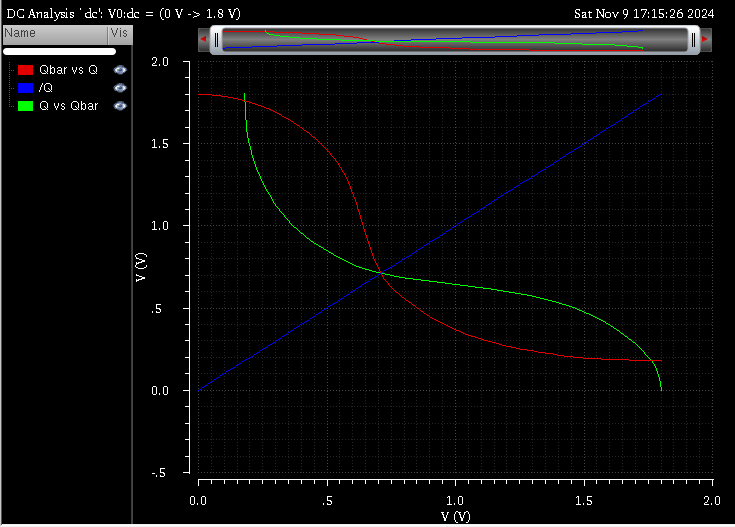 DC Analysis `dc': V0:dc = (0 V -> 1.8 V)
Sat Nov 9 17:15:26 2024
Name Vis
Qbar vs Q
/Q
Q vs Qbar
V (V)
2.0
1.5
1.0
.5
0.0
-.5
0.0 .5 1.0 1.5 2.0
V (V)